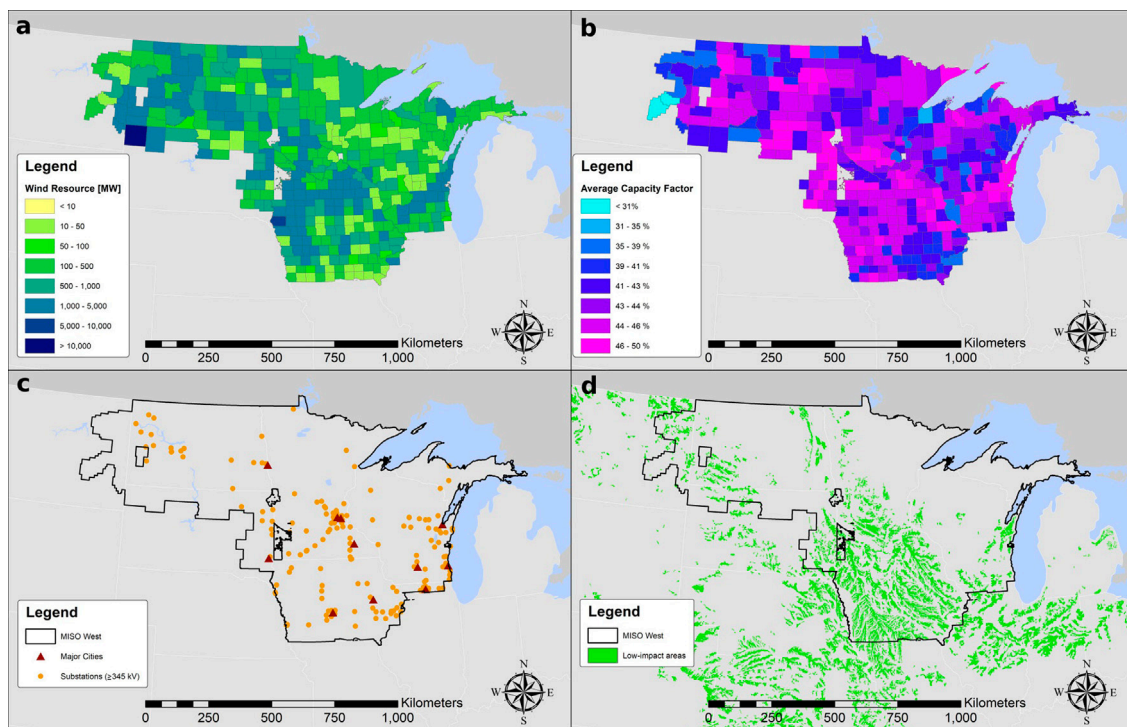 a
Legend
Wind Resource [MW]
< 10
10 - 50
50 - 100
100 - 500
500 - 1,000
1,000 - 5,000
5,000 - 10,000
> 10,000
Kilometers
0 250 500 750 1,000
N
W E
S
b
Legend
Average Capacity Factor
< 31%
31 - 35 %
35 - 39 %
39 - 41 %
41 - 43 %
43 - 44 %
44 - 46 %
46 - 50 %
Kilometers
0 250 500 750 1,000
N
W E
S
c
Legend
MISO West
Major Cities
Substations (≥345 kV)
Kilometers
0 250 500 750 1,000
N
W E
S
d
Legend
MISO West
Low-impact areas
Kilometers
0 250 500 750 1,000
N
W E
S